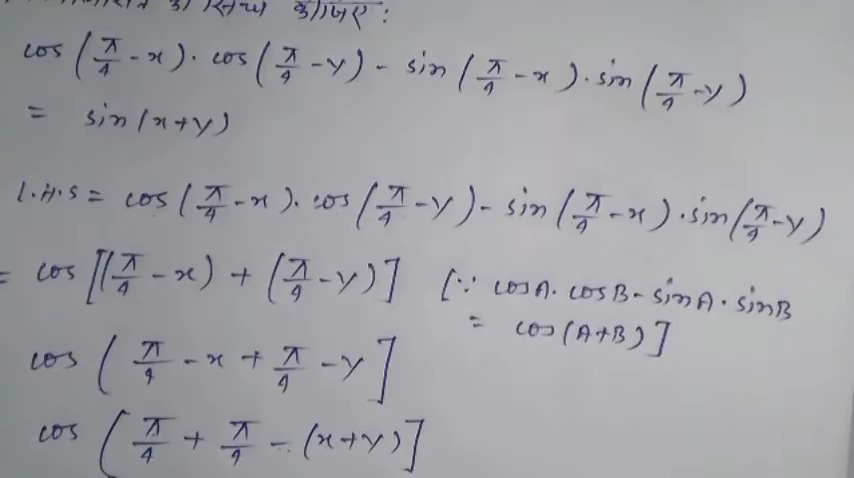 को सिद्ध कीजिए:
cos(π/4 - x). cos(π/4 - y) - sin(π/4 - x).sin(π/4 - y)
= sin(x+y)
L.H.S = cos(π/4 - x). cos(π/4 - y) - sin(π/4 - x).sin(π/4 - y)
= cos[(π/4 - x) + (π/4 - y)] [∵ cosA. cosB - sinA. sinB
= cos(A+B)]
cos(π/4 - x + π/4 - y]
cos(π/4 + π/4 - (x+y)]